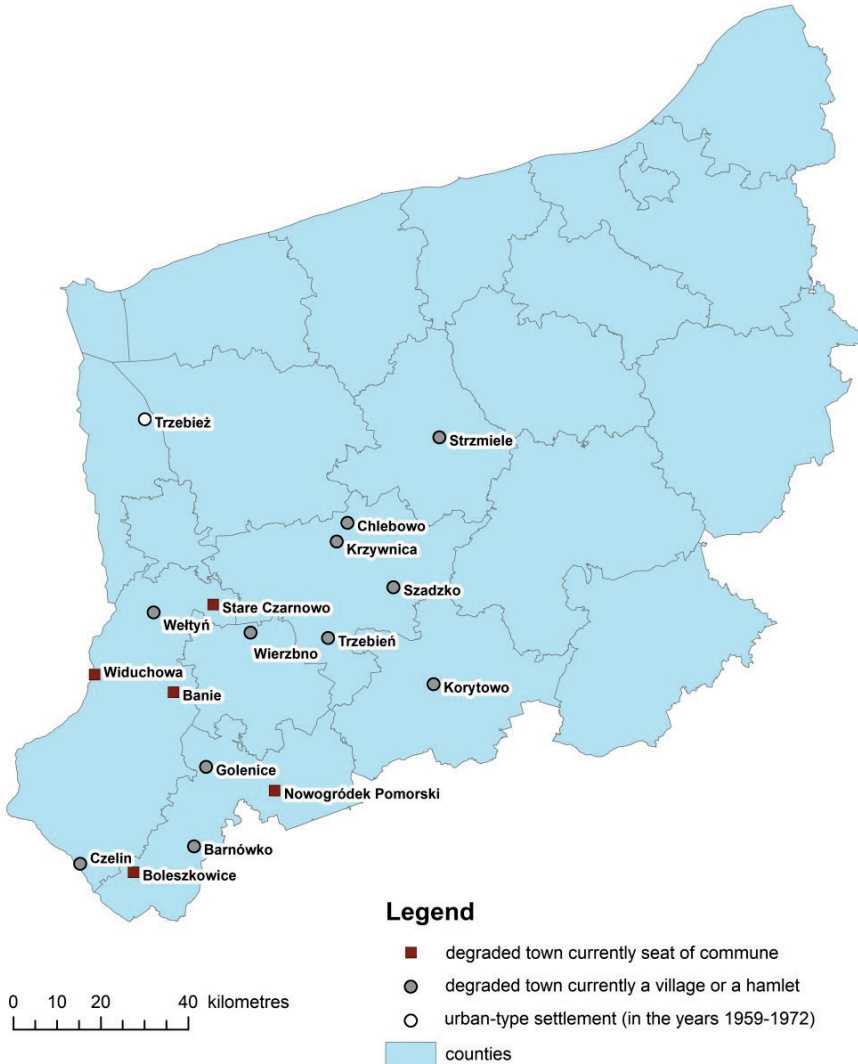 Trzebież
Strzmiele
Chlebowo
Krzywnica
Szadzko
Stare Czarnowo
Wełtyń
Wierzbno
Trzebień
Widuchowa
Banie
Korytowo
Golenice
Nowogródek Pomorski
Barnówko
Czelin
Boleszkowice
Legend
degraded town currently seat of commune
degraded town currently a village or a hamlet
urban-type settlement (in the years 1959-1972)
counties
0 10 20 40 kilometres